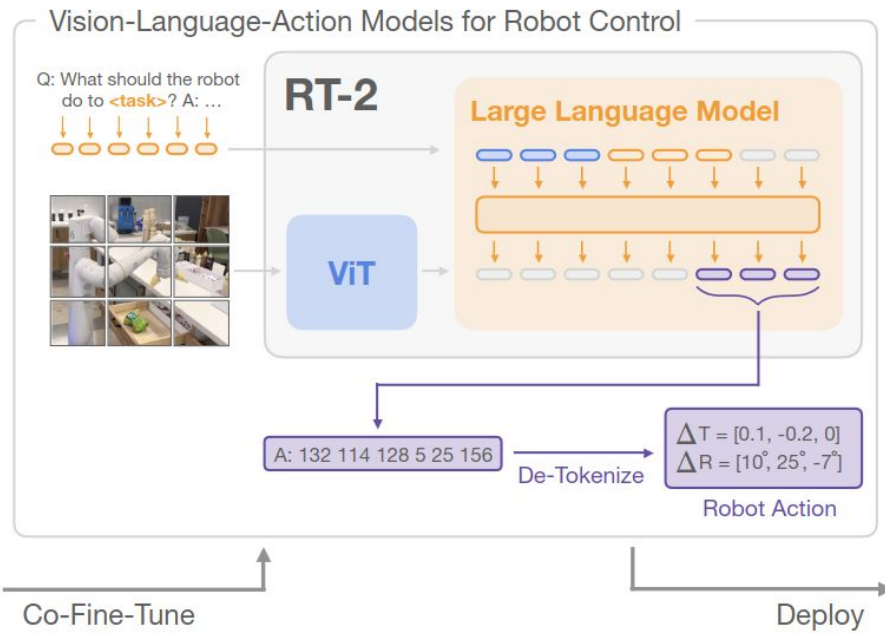 Vision-Language-Action Models for Robot Control
Q: What should the robot
do to <task>? A: …
RT-2
Large Language Model
ViT
A: 132 114 128 5 25 156
De-Tokenize
Δ T = [0.1, -0.2, 0]
Δ R = [10°, 25°, -7°]
Robot Action
Co-Fine-Tune
Deploy